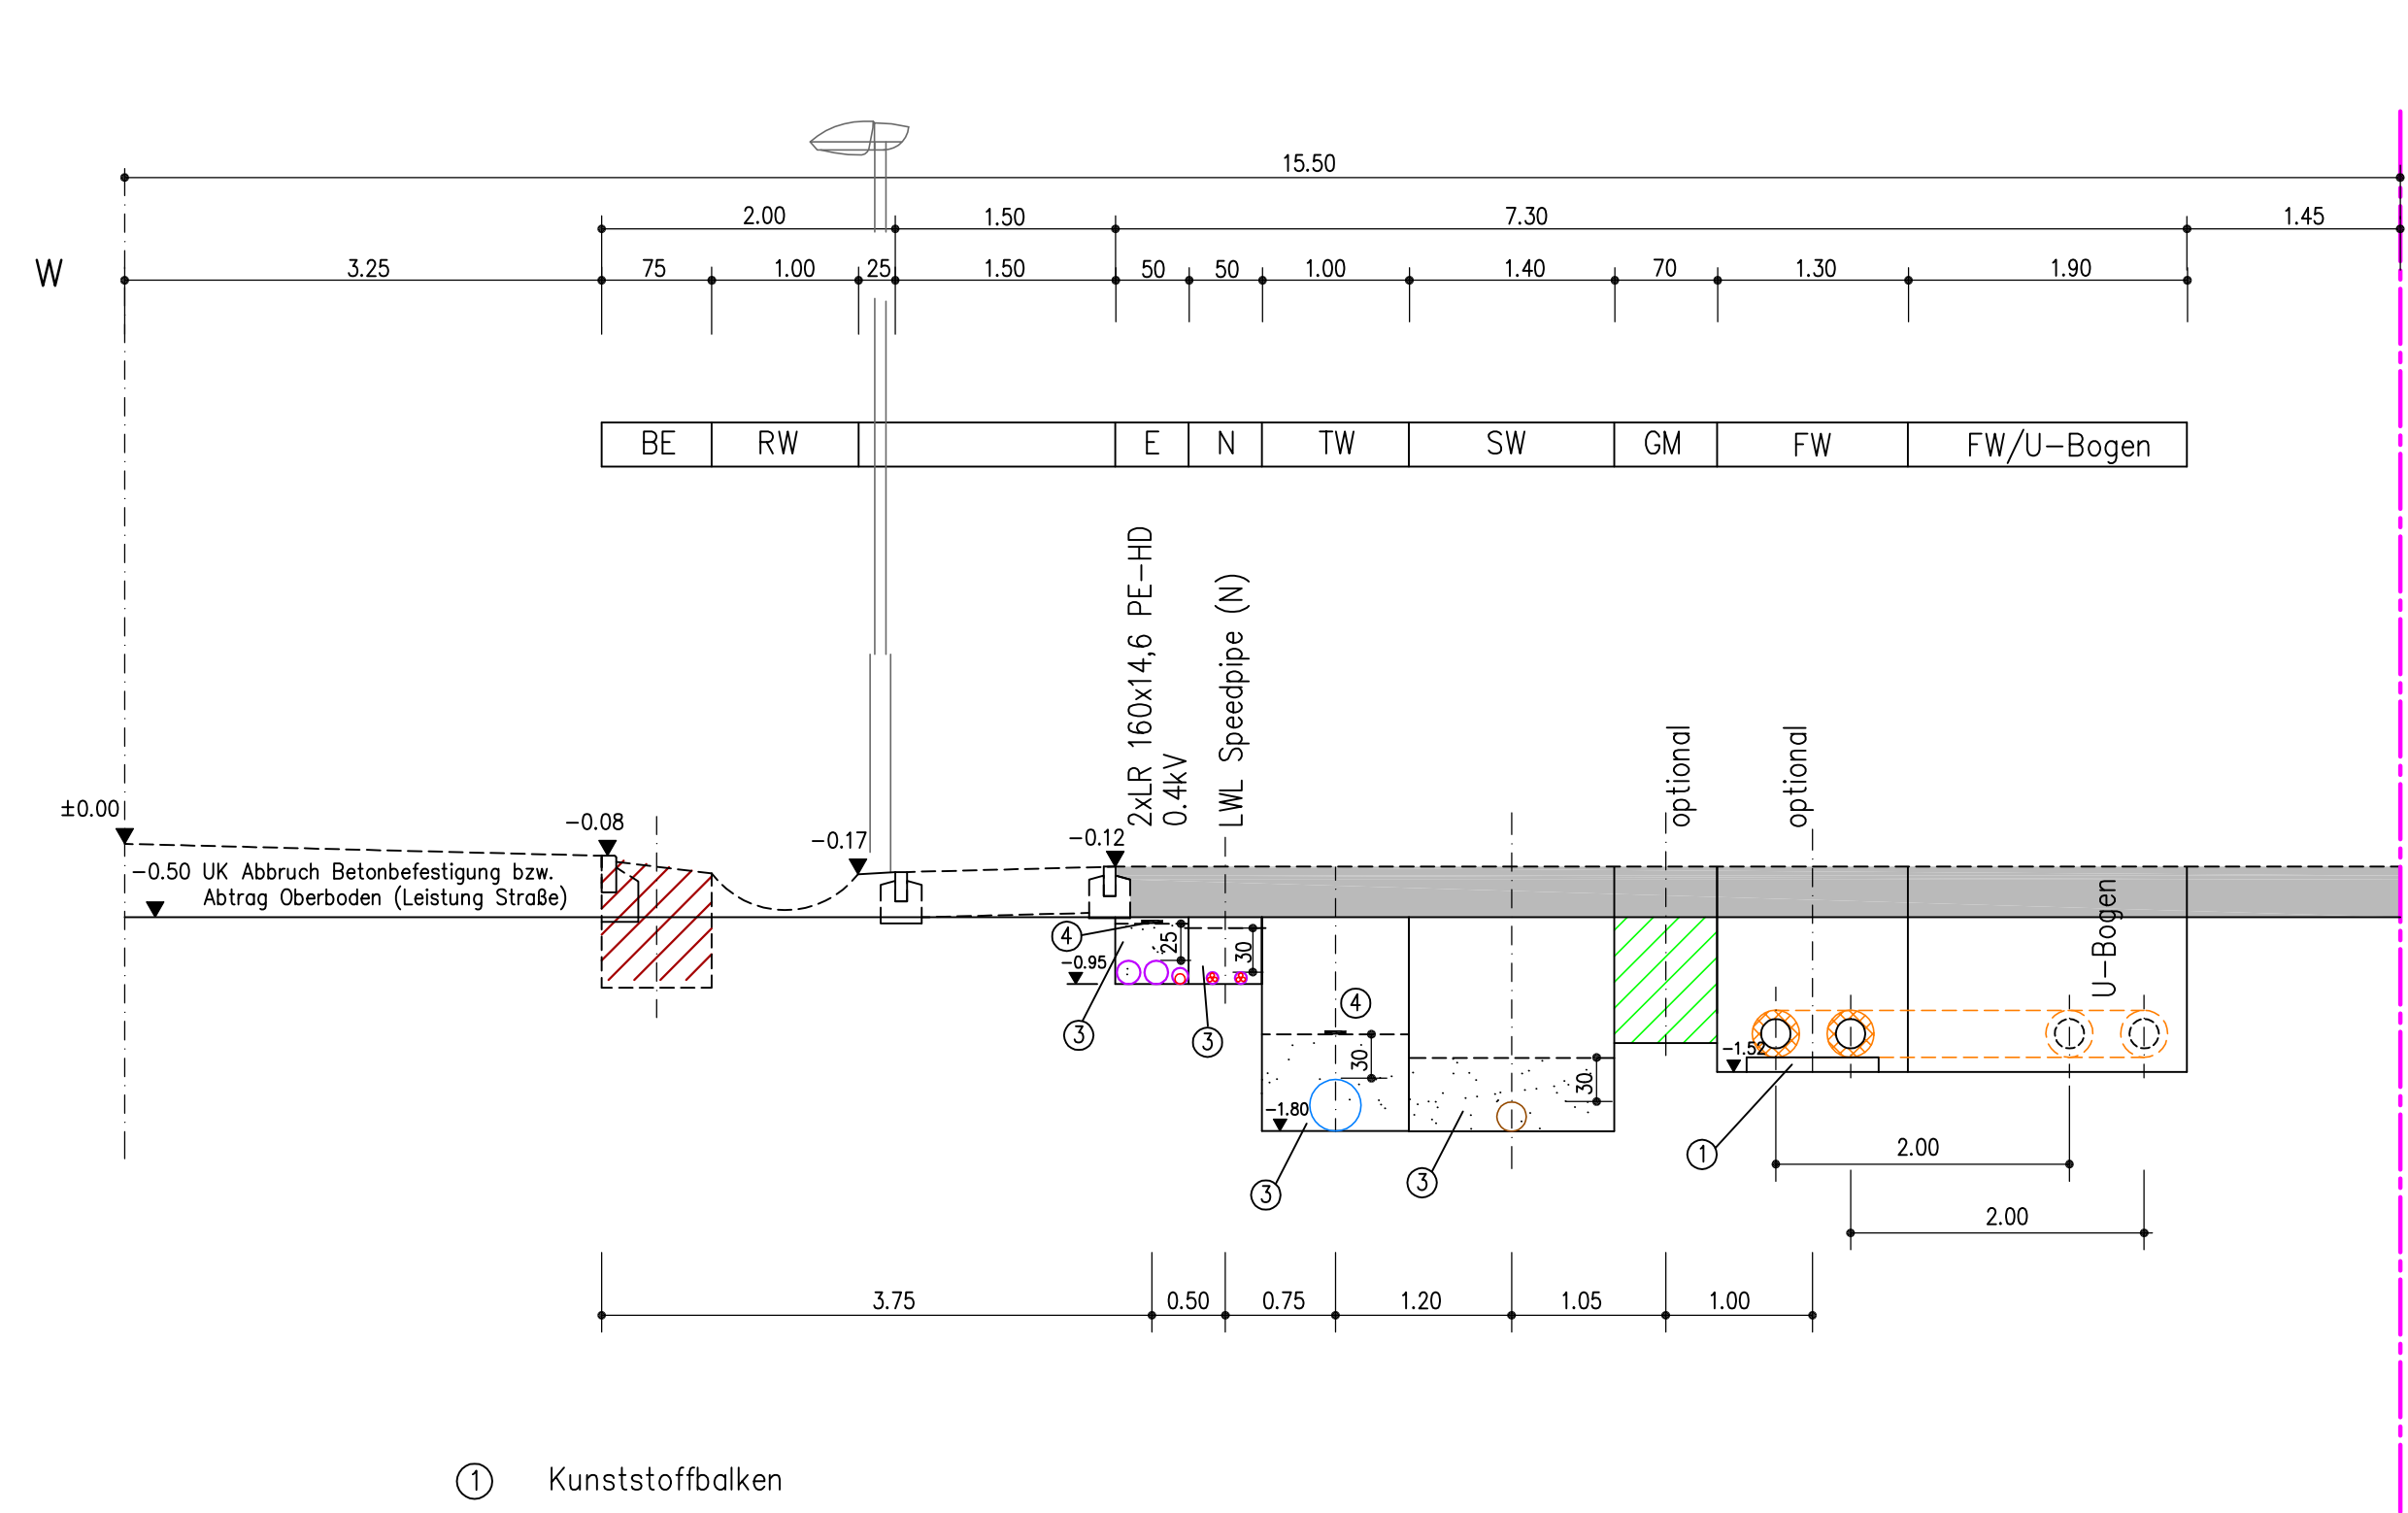 15.50
2.00 1.50 7.30 1.45
W
3.25 75 1.00 25 1.50 50 50 1.00 1.40 70 1.30 1.90
BE RW E N TW SW GM FW FW/U-Bogen
2xLR 160x14,6 PE-HD
0.4kV
LWL Speedpipe (N)
optional
optional
±0.00
-0.08
-0.17
-0.12
-0.50 UK Abbruch Betonbefestigung bzw.
Abtrag Oberboden (Leistung Straße)
U-Bogen
4
25
30
-0.95
3
3
4
30
-1.80
30
-1.52
3
3
1
2.00
2.00
3.75 0.50 0.75 1.20 1.05 1.00
1 Kunststoffbalken